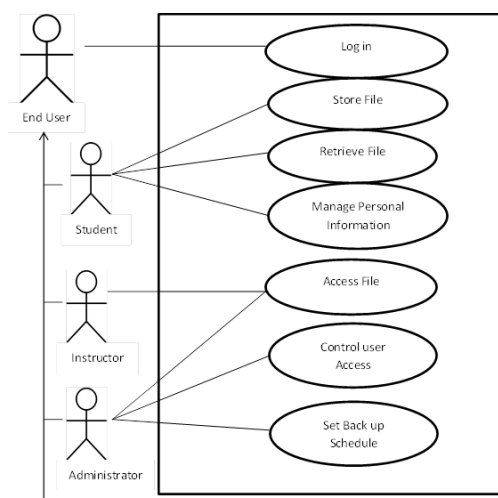 Log in
End User
Store File
Retrieve File
Student
Manage Personal
Information
Instructor
Access File
Control user
Access
Administrator
Set Back up
Schedule